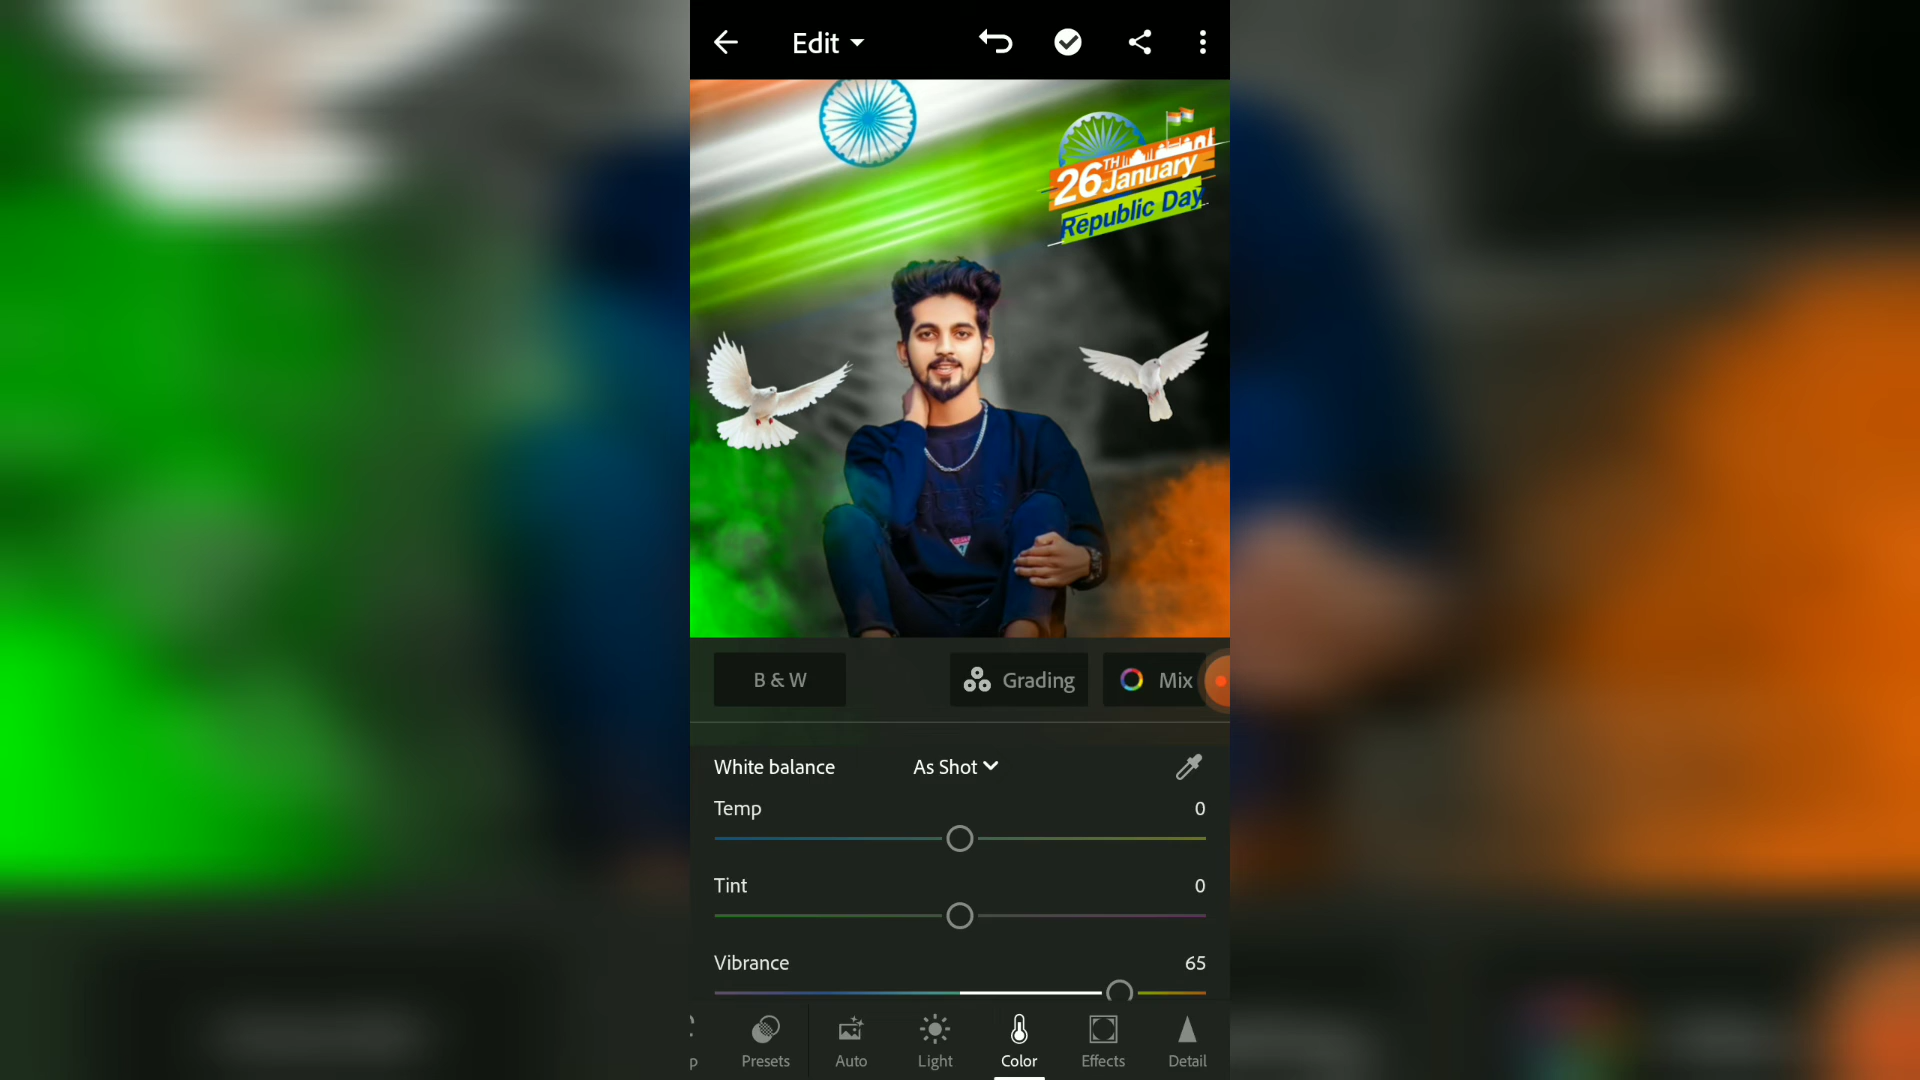 Edit
26TH January
Republic Day
B & W
Grading
Mix
White balance
As Shot
Temp
0
Tint
0
Vibrance
65
p
Presets
Auto
Light
Color
Effects
Detail